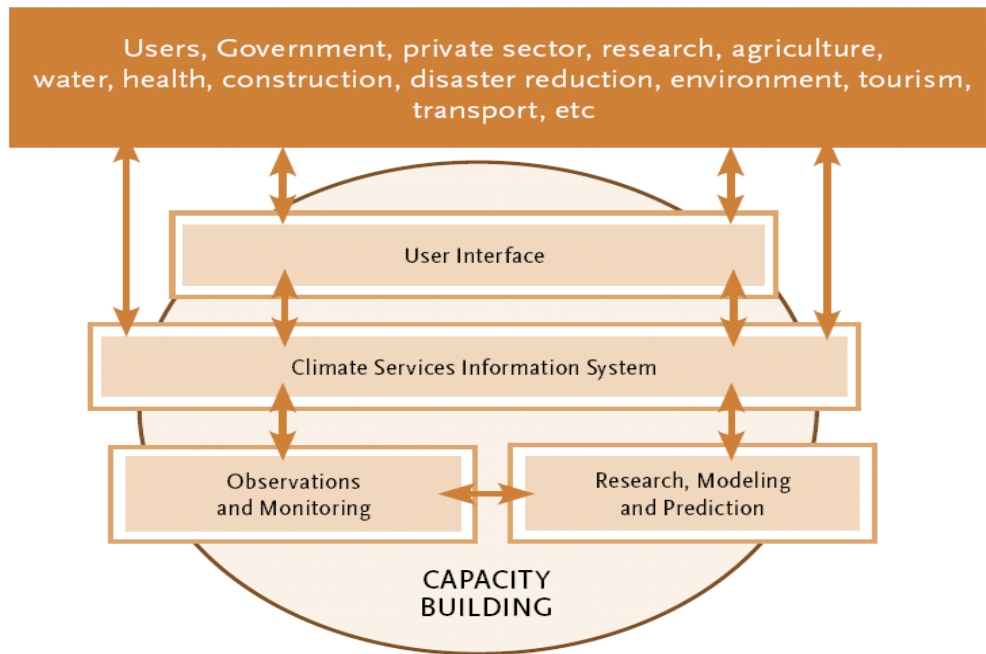 Users, Government, private sector, research, agriculture,
water, health, construction, disaster reduction, environment, tourism,
transport, etc
User Interface
Climate Services Information System
Observations
and Monitoring
Research, Modeling
and Prediction
CAPACITY
BUILDING